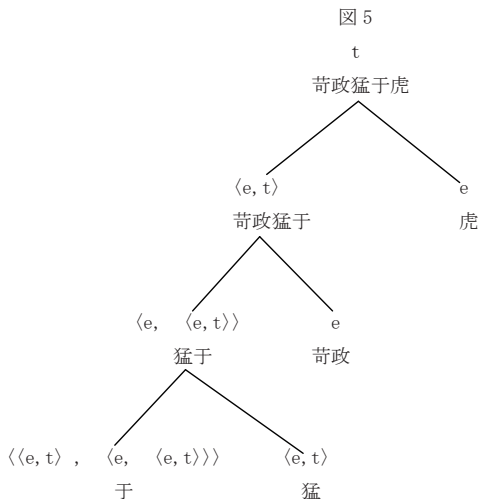 図5
t
苛政猛于虎
〈e,t〉 e
苛政猛于 虎
〈e, 〈e,t〉〉 e
猛于 苛政
〈〈e,t〉, 〈e, 〈e,t〉〉〉 〈e,t〉
于 猛